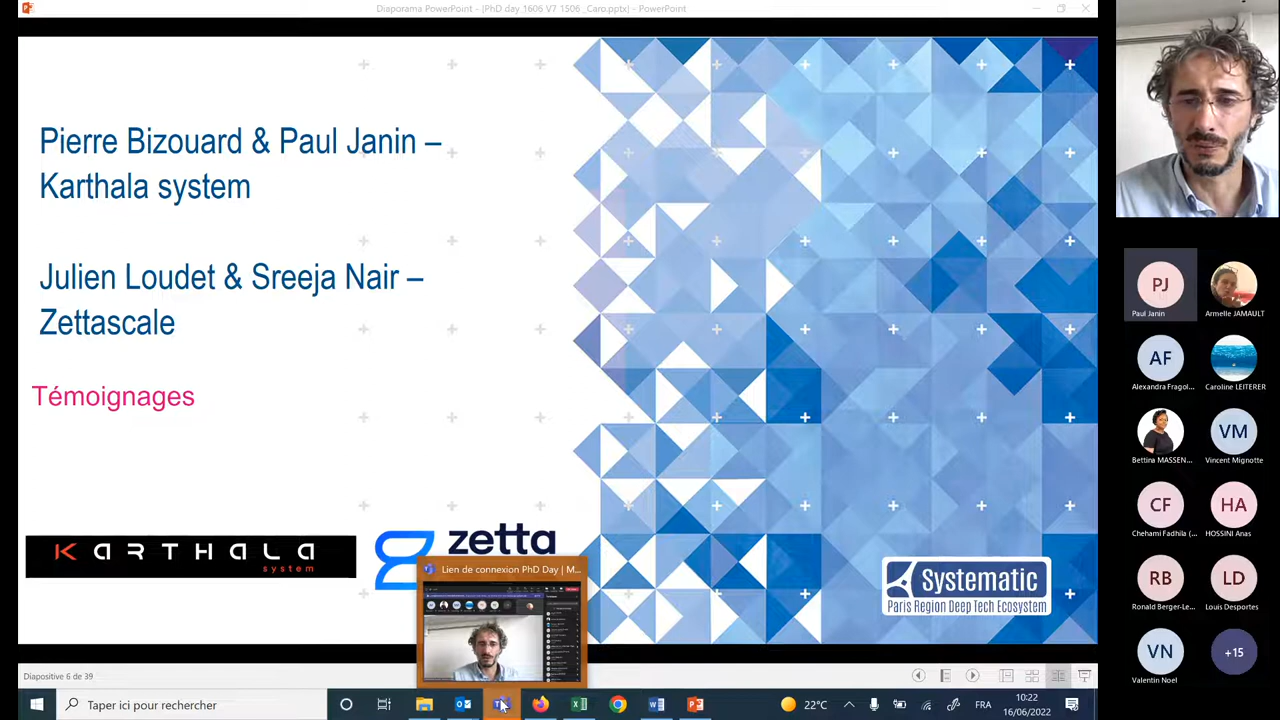 Diaporama PowerPoint - [PhD day 1606 V7 1506 _Caro.pptx] - PowerPoint
Pierre Bizouard & Paul Janin –
Karthala system
Julien Loudet & Sreeja Nair –
Zettascale
Témoignages
KARTHALA
system
zetta
Systematic
Paris Region Deep Tech Ecosystem
Lien de connexion PhD Day | M...
PJ
Paul Janin
Armelle JAMAULT
AF
Alexandra Fragol...
Caroline LEITERER
Bettina MASSEN...
VM
Vincent Mignotte
CF
Chehami Fadhila (...
HA
HOSSINI Anas
RB
Ronald Berger-Le...
LD
Louis Desportes
VN
Valentin Noel
+15
Diapositive 6 de 39
Taper ici pour rechercher
22°C
FRA
10:22
16/06/2022